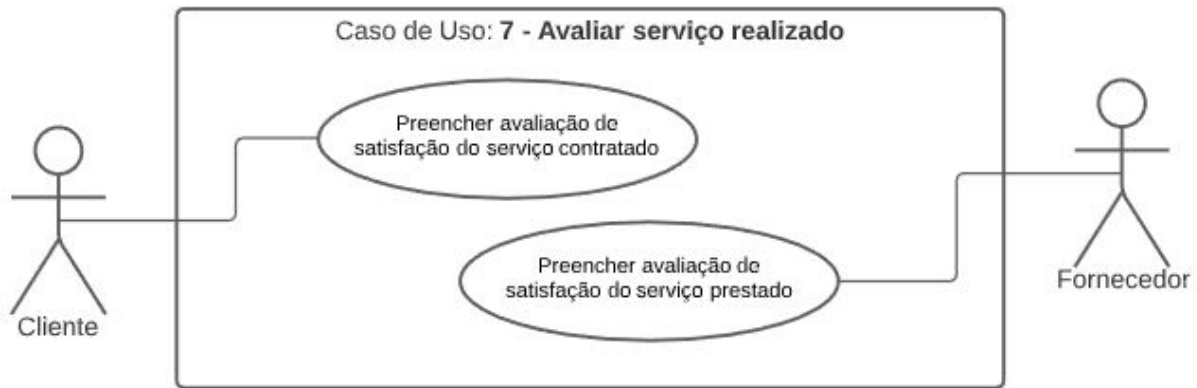 Caso de Uso: 7 - Avaliar serviço realizado
Preencher avaliação de
satisfação do serviço contratado
Preencher avaliação de
satisfação do serviço prestado
Cliente
Fornecedor